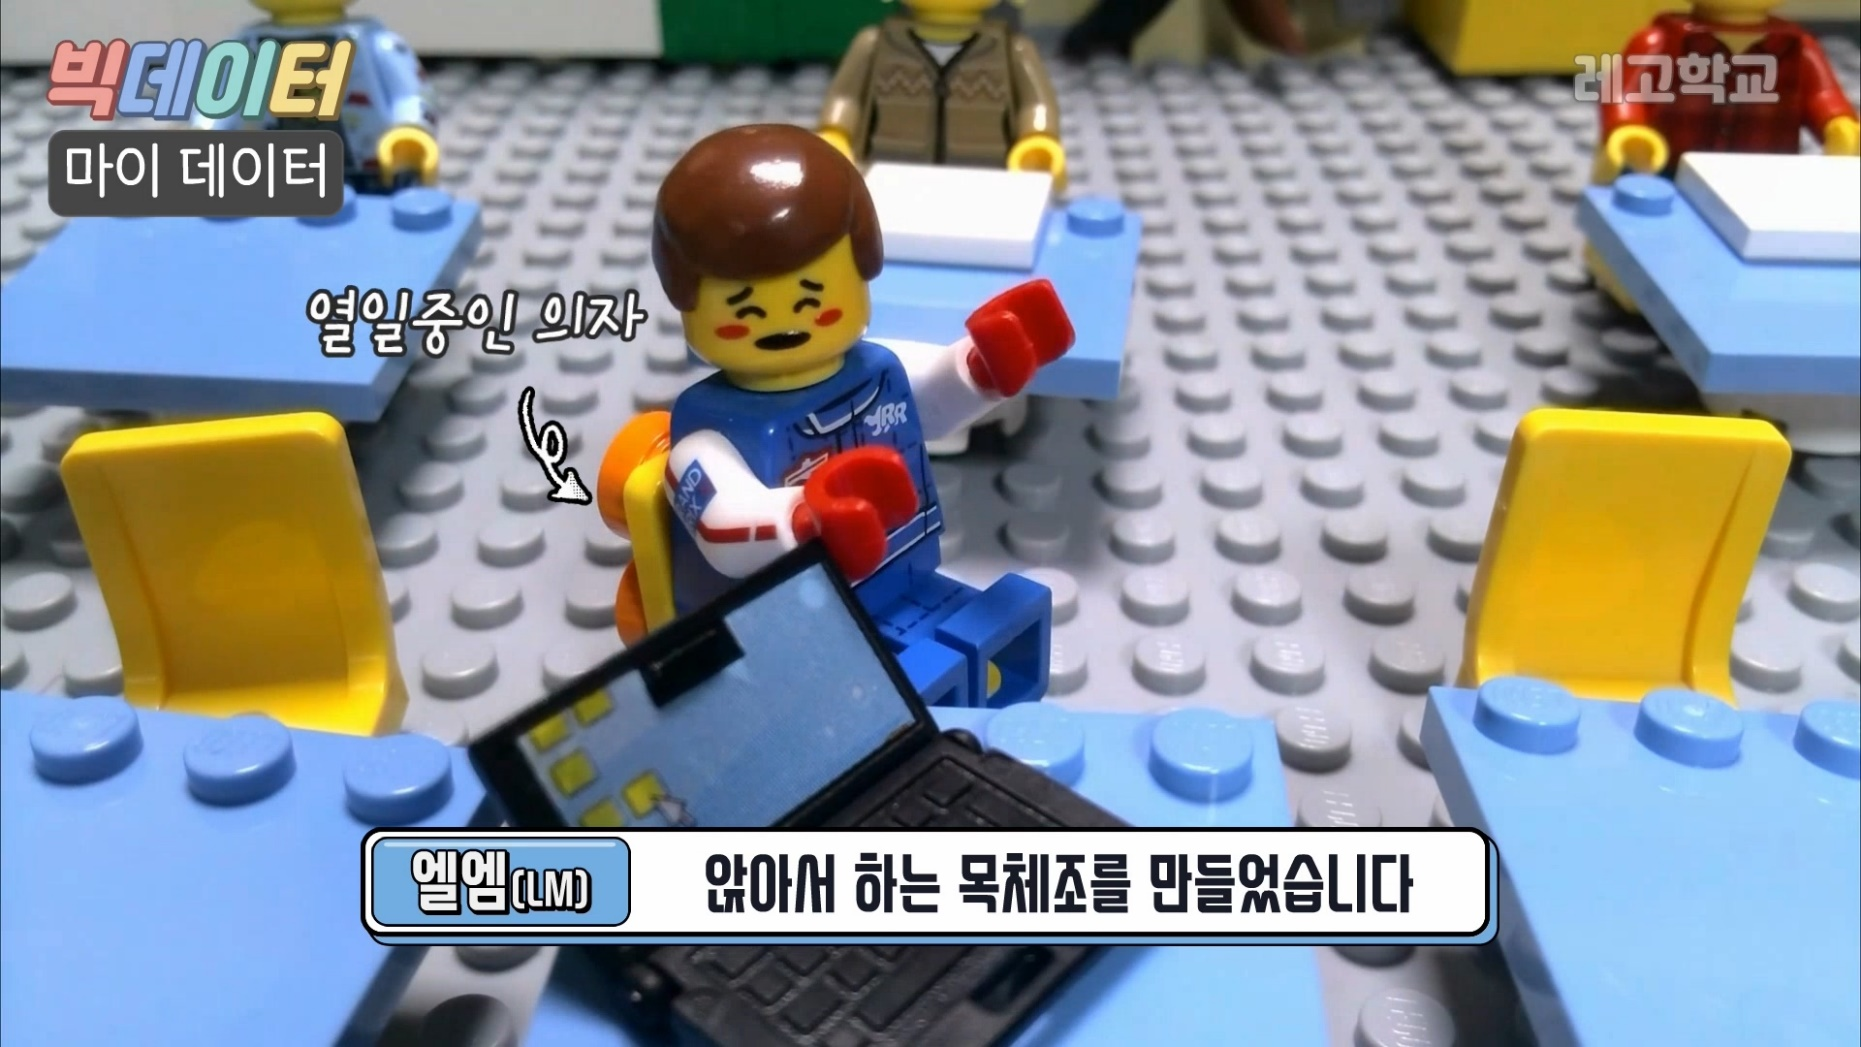 빅데이터
마이 데이터
레고학교
열일중인 의자
JRR
엘엠(LM) 앉아서 하는 목체조를 만들었습니다